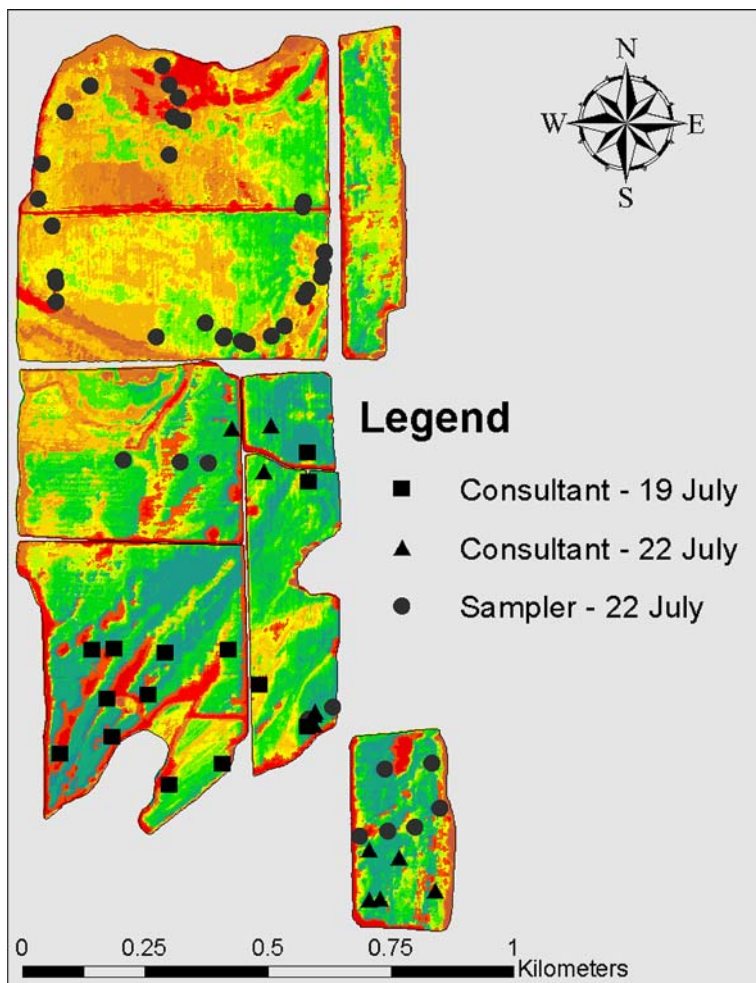 N
W E
S
Legend
Consultant - 19 July
Consultant - 22 July
Sampler - 22 July
0 0.25 0.5 0.75 1
Kilometers